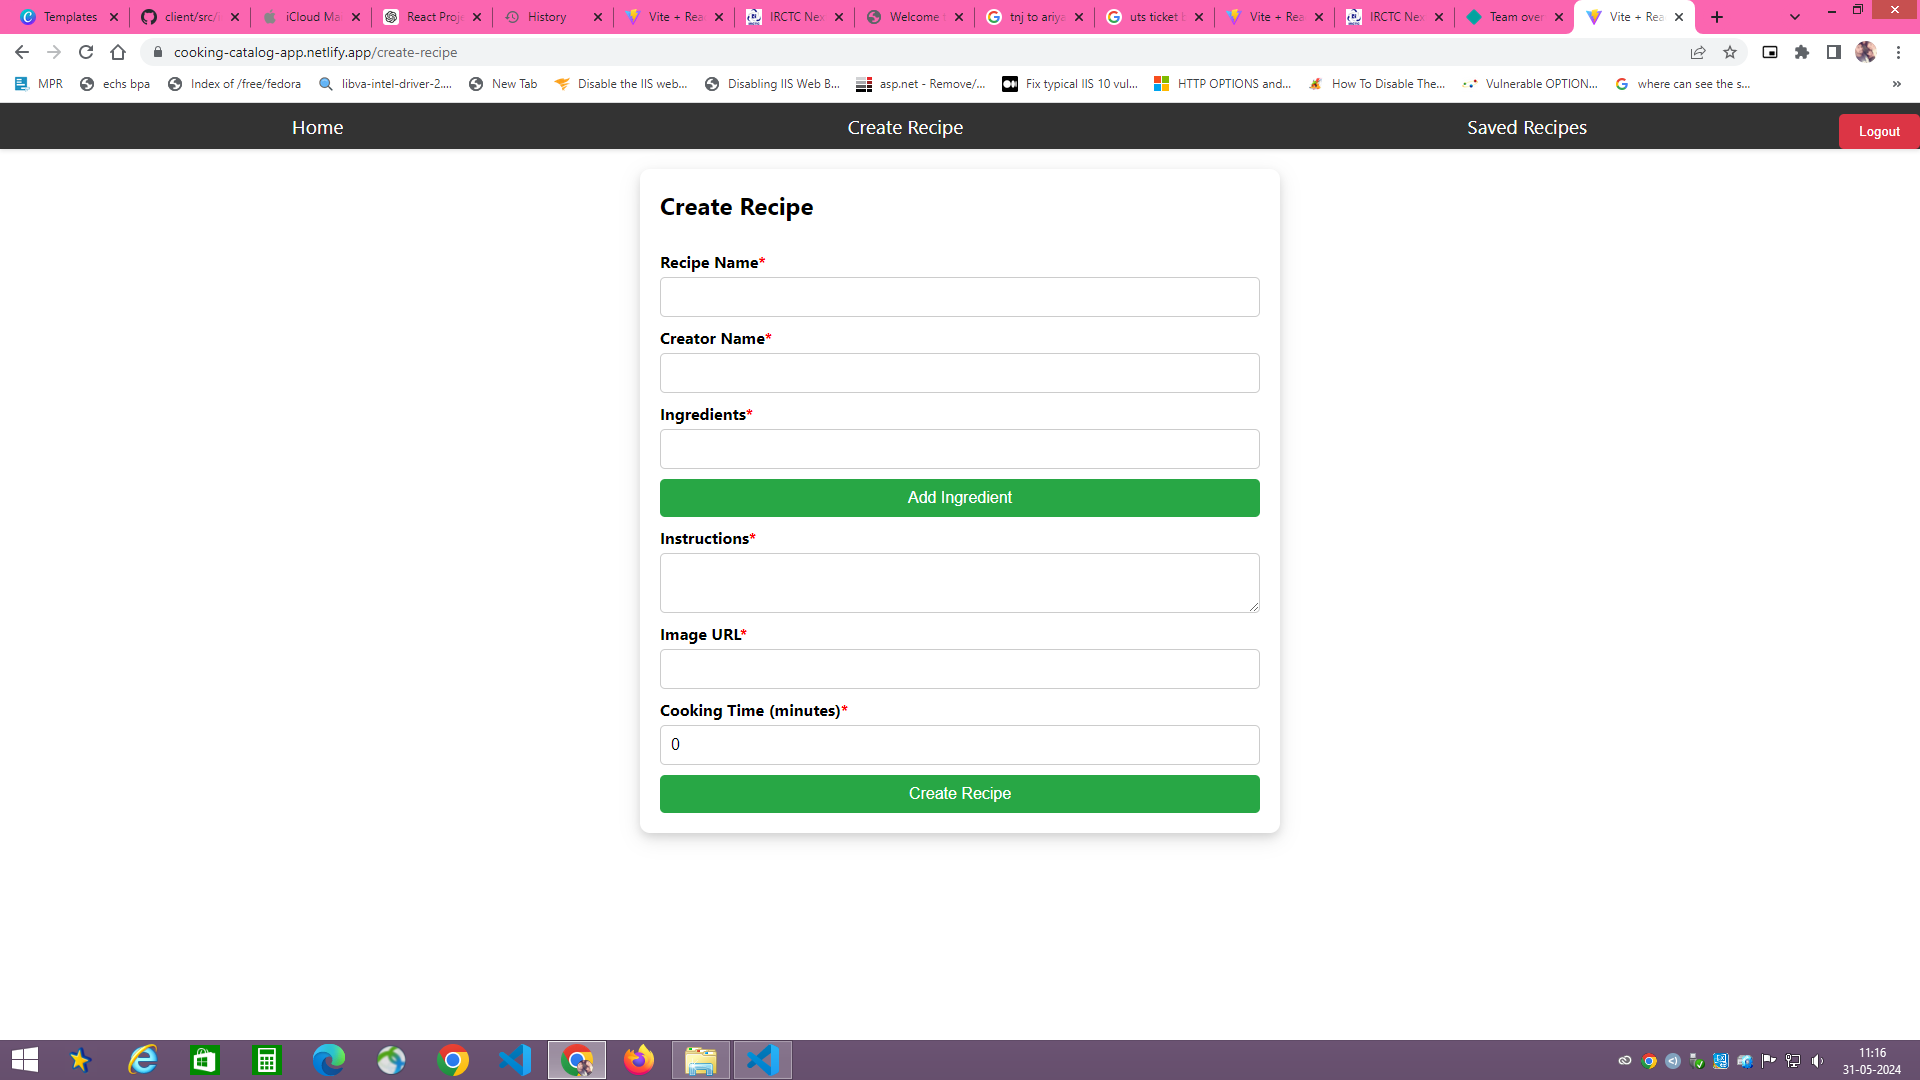 Templates
client/src/
iCloud Ma
React Proj
History
Vite + Rea
IRCTC Nex
Welcome
tnj to ariya
uts ticket b
Vite + Rea
IRCTC Nex
Team over
Vite + Rea
cooking-catalog-app.netlify.app/create-recipe
MPR
echs bpa
Index of /free/fedora
libva-intel-driver-2....
New Tab
Disable the IIS web...
Disabling IIS Web B...
asp.net - Remove/...
Fix typical IIS 10 vul...
HTTP OPTIONS and...
How To Disable The...
Vulnerable OPTION...
where can see the s...
»
Home
Create Recipe
Saved Recipes
Logout
Create Recipe
Recipe Name*
Creator Name*
Ingredients*
Add Ingredient
Instructions*
Image URL*
Cooking Time (minutes)*
0
Create Recipe
11:16
31-05-2024